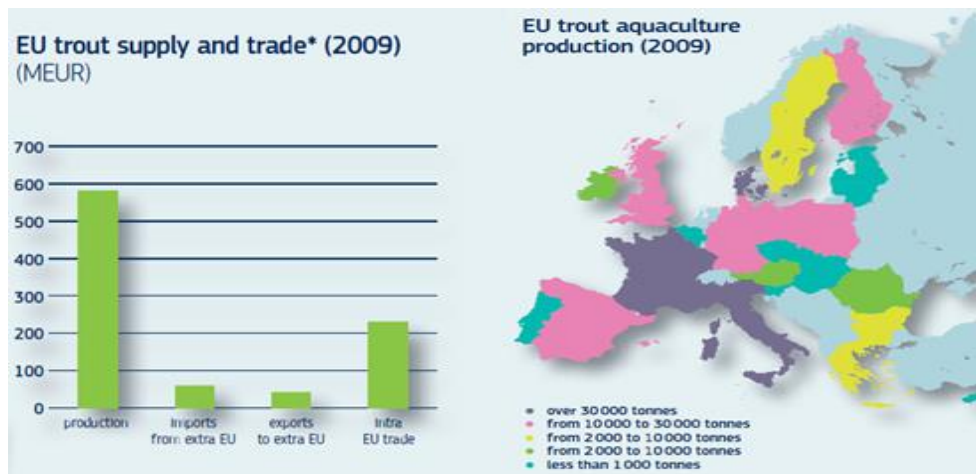 EU trout supply and trade* (2009)
(MEUR)
700
600
500
400
300
200
100
0
production
imports
from extra EU
exports
to extra EU
intra
EU trade
EU trout aquaculture
production (2009)
over 30 000 tonnes
from 10 000 to 30 000 tonnes
from 2 000 to 10 000 tonnes
from 2 000 to 10 000 tonnes
less than 1 000 tonnes